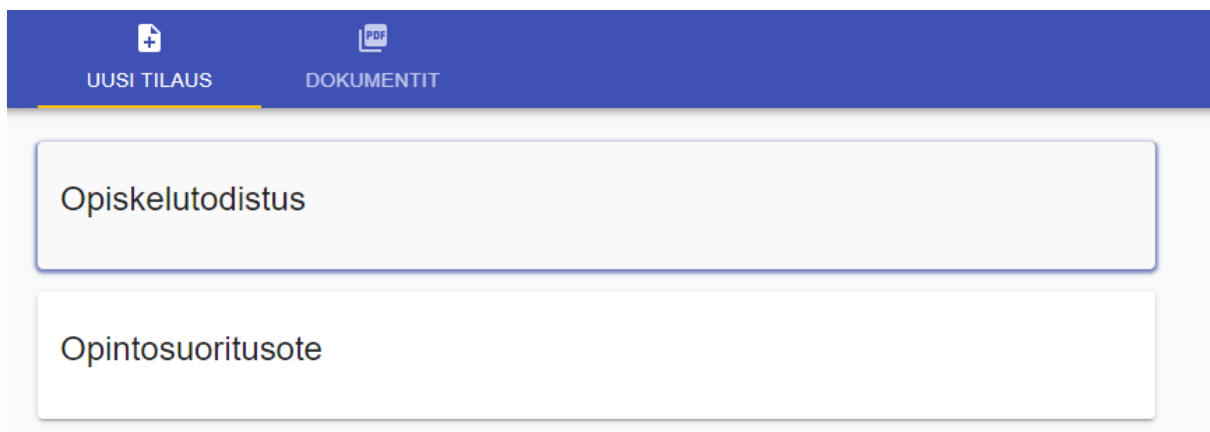 PDF
UUSI TILAUS
DOKUMENTIT
Opiskelutodistus
Opintosuoritusote